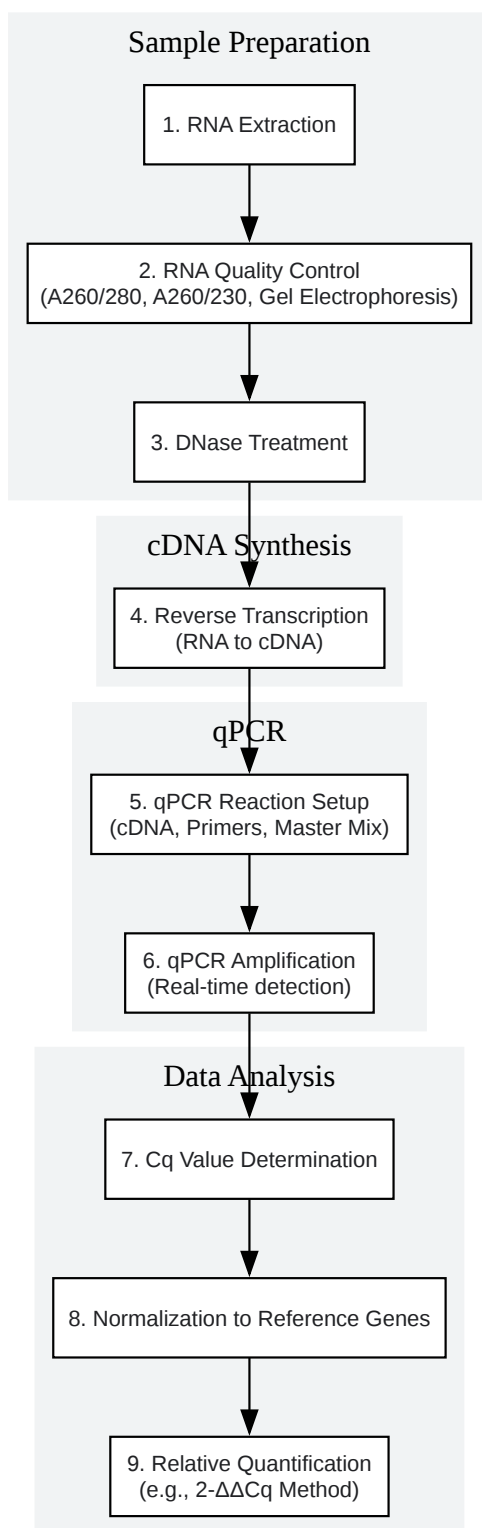 Sample Preparation
1. RNA Extraction
2. RNA Quality Control
(A260/280, A260/230, Gel Electrophoresis)
3. DNase Treatment
cDNA Synthesis
4. Reverse Transcription
(RNA to cDNA)
qPCR
5. qPCR Reaction Setup
(cDNA, Primers, Master Mix)
6. qPCR Amplification
(Real-time detection)
Data Analysis
7. Cq Value Determination
8. Normalization to Reference Genes
9. Relative Quantification
(e.g., 2-ΔΔCq Method)